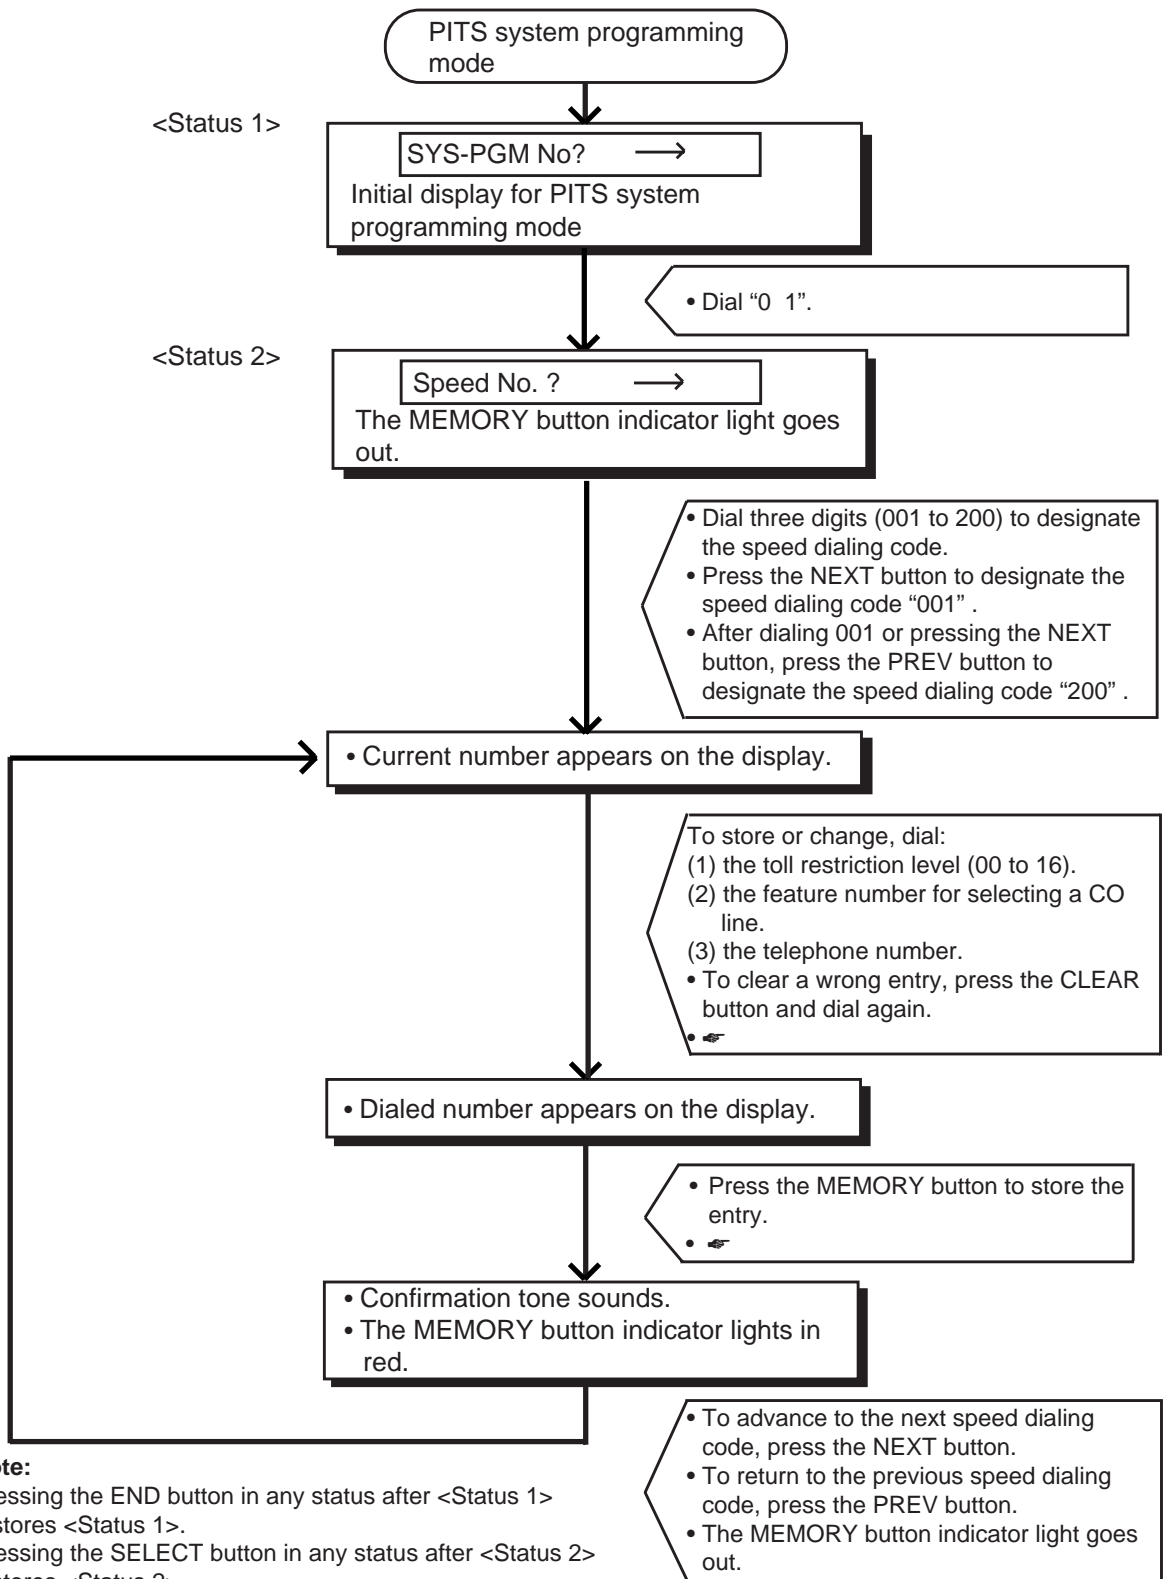 PITS system programming
mode
<Status 1>
SYS-PGM No? →
Initial display for PITS system
programming mode
• Dial “0 1”.
<Status 2>
Speed No. ? →
The MEMORY button indicator light goes
out.
• Dial three digits (001 to 200) to designate
the speed dialing code.
• Press the NEXT button to designate the
speed dialing code “001” .
• After dialing 001 or pressing the NEXT
button, press the PREV button to
designate the speed dialing code “200” .
• Current number appears on the display.
To store or change, dial:
(1) the toll restriction level (00 to 16).
(2) the feature number for selecting a CO
line.
(3) the telephone number.
• To clear a wrong entry, press the CLEAR
button and dial again.
• ☛
• Dialed number appears on the display.
• Press the MEMORY button to store the
entry.
• ☛
• Confirmation tone sounds.
• The MEMORY button indicator lights in
red.
• To advance to the next speed dialing
code, press the NEXT button.
• To return to the previous speed dialing
code, press the PREV button.
• The MEMORY button indicator light goes
out.
ote:
essing the END button in any status after <Status 1>
stores <Status 1>.
essing the SELECT button in any status after <Status 2>